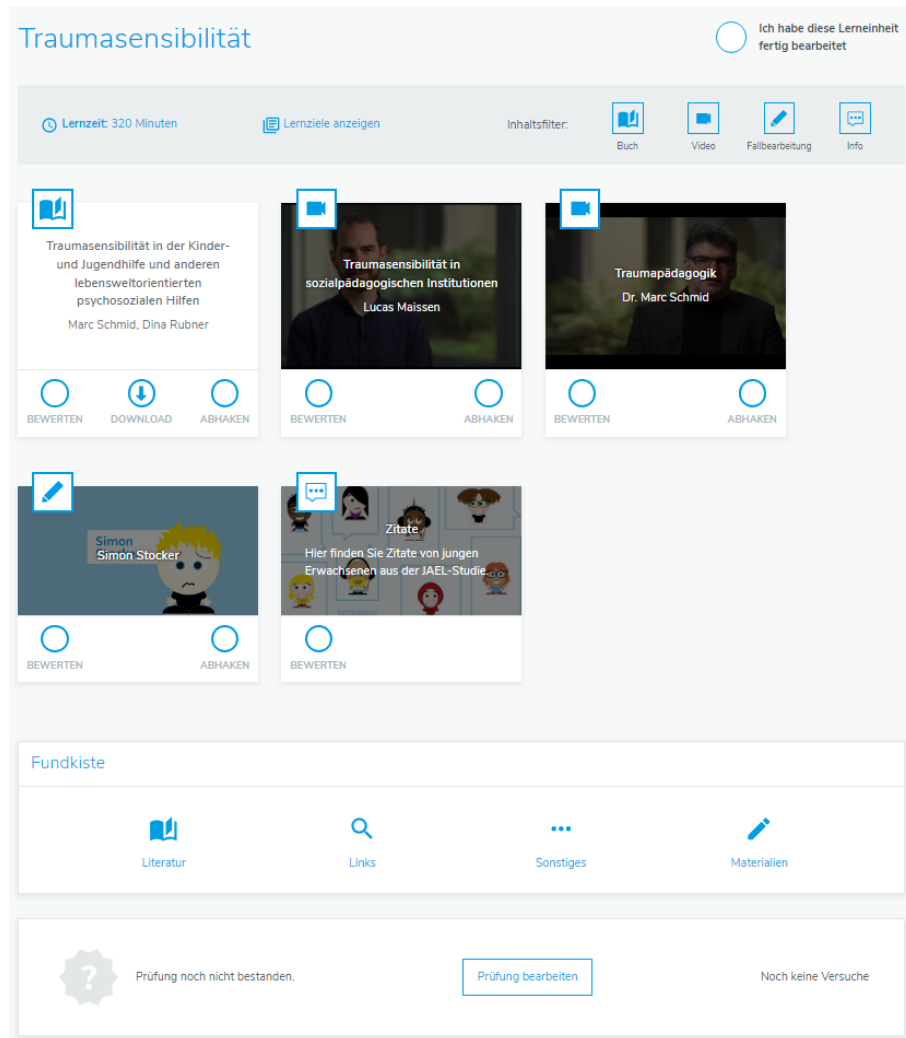 Traumasensibilität
Ich habe diese Lerneinheit
fertig bearbeitet
Lernzeit: 320 Minuten
Lernziele anzeigen
Inhaltsfilter:
Buch
Video
Fallbearbeitung
Info
Traumasensibilität in der Kinder-
und Jugendhilfe und anderen
lebensweltorientierten
psychosozialen Hilfen
Marc Schmid, Dina Rubner
BEWERTEN
DOWNLOAD
ABHAKEN
Traumasensibilität in
sozialpädagogischen Institutionen
Lucas Maissen
BEWERTEN
ABHAKEN
Traumapädagogik
Dr. Marc Schmid
BEWERTEN
ABHAKEN
Simon
Simon Stocker
BEWERTEN
ABHAKEN
Zitate
Hier finden Sie Zitate von jungen
Erwachsenen aus der JAEL-Studie.
BEWERTEN
Fundkiste
Literatur
Links
Sonstiges
Materialien
?
Prüfung noch nicht bestanden.
Prüfung bearbeiten
Noch keine Versuche